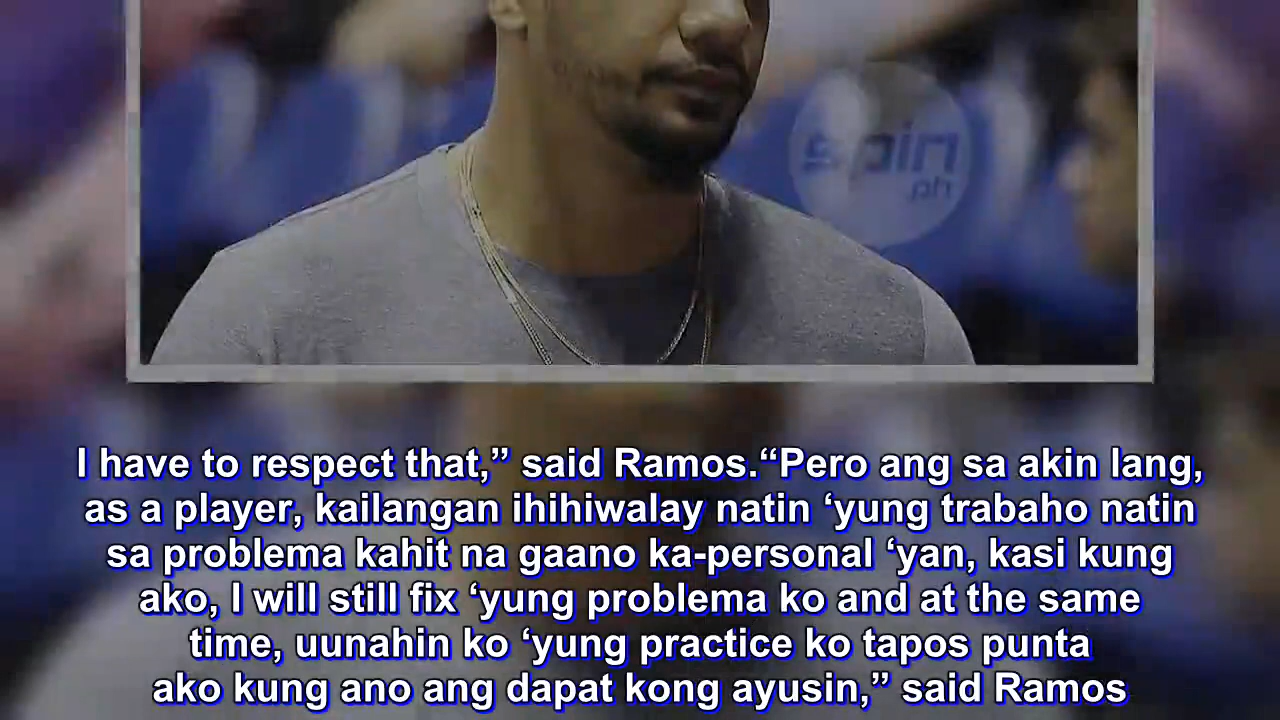 spin
.ph
I have to respect that,” said Ramos.“Pero ang sa akin lang,
as a player, kailangan ihihiwalay natin ‘yung trabaho natin
sa problema kahit na gaano ka-personal ‘yan, kasi kung
ako, I will still fix ‘yung problema ko and at the same
time, uunahin ko ‘yung practice ko tapos punta
ako kung ano ang dapat kong ayusin,” said Ramos